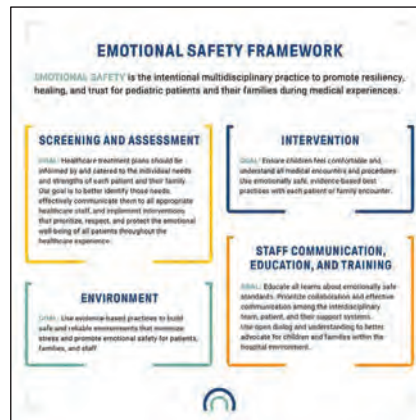 EMOTIONAL SAFETY FRAMEWORK
EMOTIONAL SAFETY is the intentional multidisciplinary practice to promote resiliency,
healing, and trust for pediatric patients and their families during medical experiences.
SCREENING AND ASSESSMENT
GOAL: Healthcare treatment plans should be
informed by and catered to the individual needs
and strengths of each patient and their family.
Our goal is to better identify those needs,
effectively communicate them to all appropriate
healthcare staff, and implement interventions
that prioritize, respect, and protect the emotional
well-being of all patients throughout the
healthcare experience.
INTERVENTION
GOAL: Ensure children feel comfortable and
understand all medical encounters and procedures.
Use emotionally safe, evidence-based best
practices with each patient or family encounter.
ENVIRONMENT
GOAL: Use evidence-based practices to build
safe and reliable environments that minimize
stress and promote emotional safety for patients,
families, and staff.
STAFF COMMUNICATION,
EDUCATION, AND TRAINING
GOAL: Educate all teams about emotionally safe
standards. Prioritize collaboration and effective
communication among the interdisciplinary
team, patient, and their support systems.
Use open dialog and understanding to better
advocate for children and families within the
hospital environment.